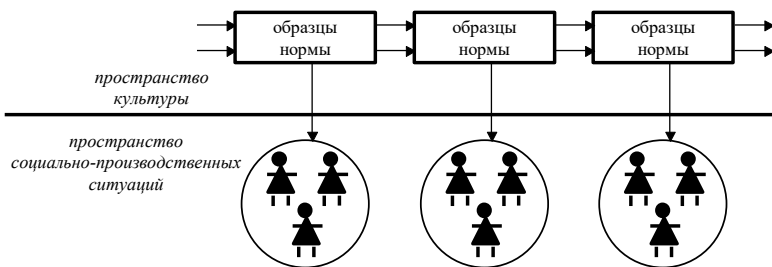 образцы
нормы
образцы
нормы
образцы
нормы
пространство
культуры
пространство
социально-производственных
ситуаций